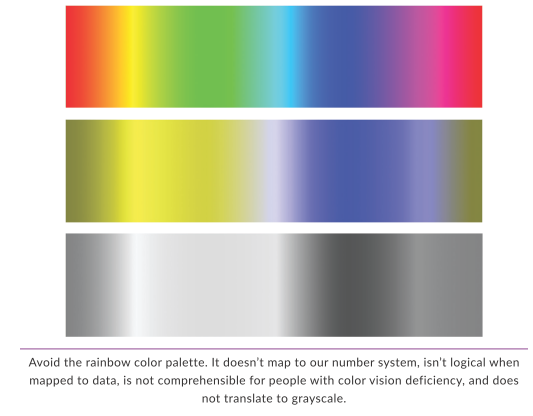 Avoid the rainbow color palette. It doesn’t map to our number system, isn’t logical when
mapped to data, is not comprehensible for people with color vision deficiency, and does
not translate to grayscale.